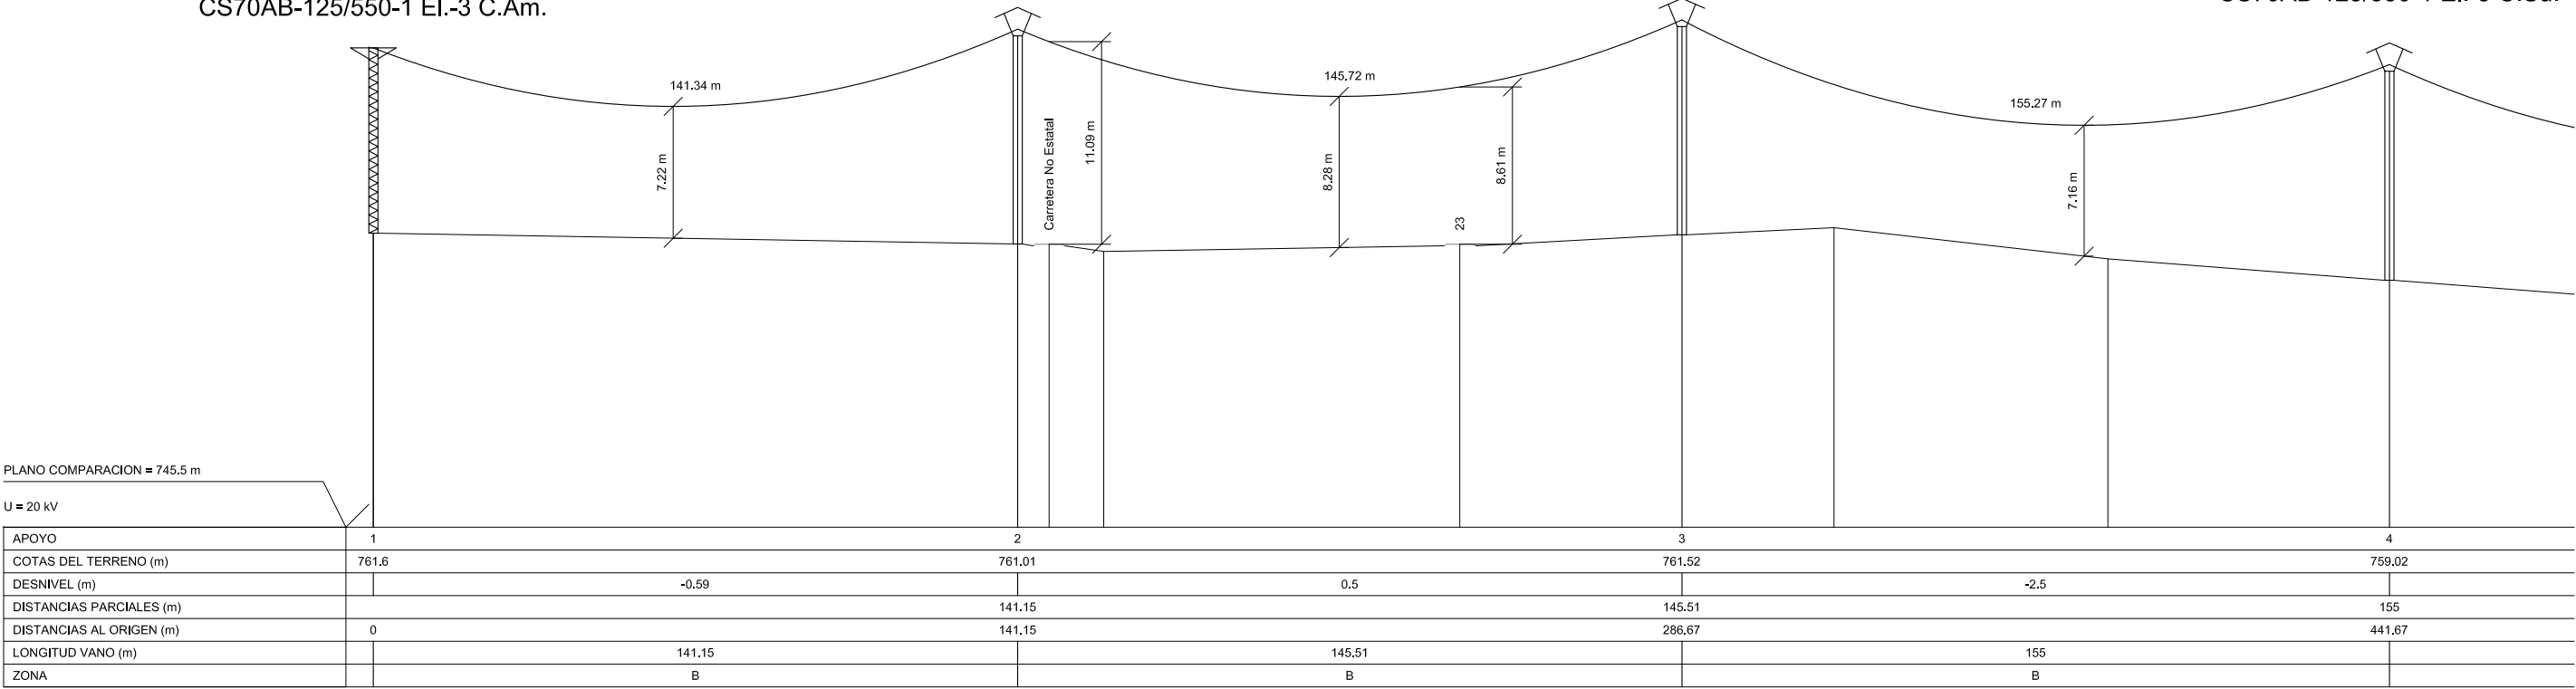 CS70AB-125/550-1 El.-3 C.Am.
141.34 m
145.72 m
155.27 m
7.22 m
Carretera No Estatal
11.09 m
8.28 m
23
8.61 m
7.16 m
PLANO COMPARACION = 745.5 m
U = 20 kV
APOYO 1 2 3 4
COTAS DEL TERRENO (m) 761.6 761.01 761.52 759.02
DESNIVEL (m) -0.59 0.5 -2.5
DISTANCIAS PARCIALES (m) 141.15 145.51 155
DISTANCIAS AL ORIGEN (m) 0 141.15 286.67 441.67
LONGITUD VANO (m) 141.15 145.51 155
ZONA B B B